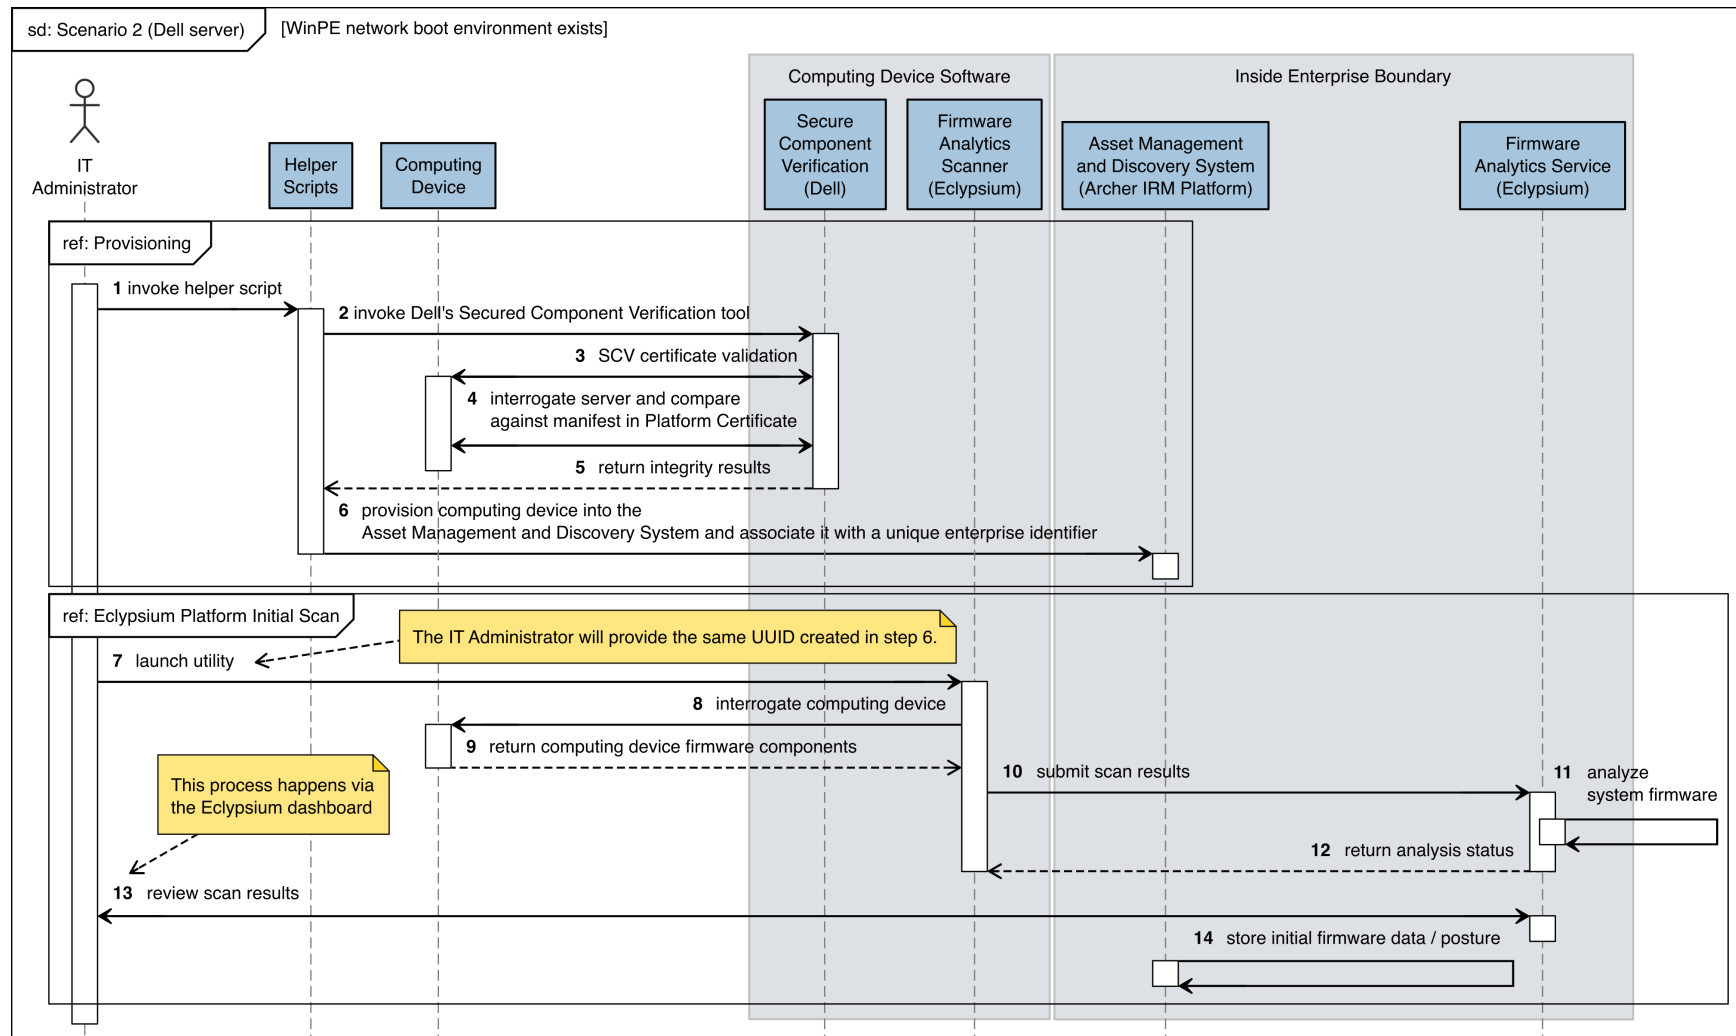 sd: Scenario 2 (Dell server)
[WinPE network boot environment exists]
Computing Device Software
Inside Enterprise Boundary
IT
Administrator
Helper
Scripts
Computing
Device
Secure
Component
Verification
(Dell)
Firmware
Analytics
Scanner
(Eclypsium)
Asset Management
and Discovery System
(Archer IRM Platform)
Firmware
Analytics Service
(Eclypsium)
ref: Provisioning
1 invoke helper script
2 invoke Dell's Secured Component Verification tool
3 SCV certificate validation
4 interrogate server and compare
against manifest in Platform Certificate
5 return integrity results
6 provision computing device into the
Asset Management and Discovery System and associate it with a unique enterprise identifier
ref: Eclypsium Platform Initial Scan
The IT Administrator will provide the same UUID created in step 6.
7 launch utility
8 interrogate computing device
9 return computing device firmware components
This process happens via
the Eclypsium dashboard
10 submit scan results
11 analyze
system firmware
12 return analysis status
13 review scan results
14 store initial firmware data / posture